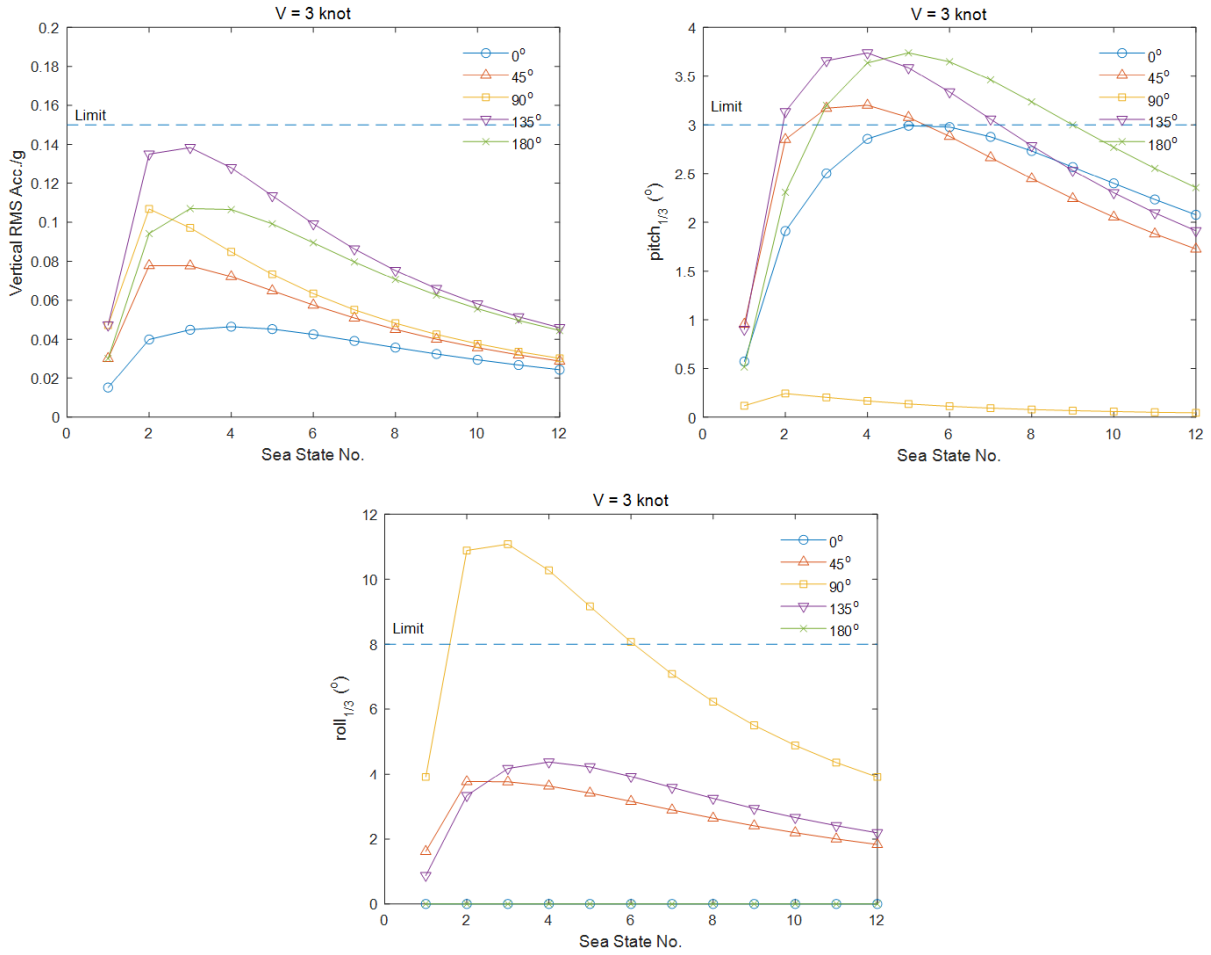 V = 3 knot
Vertical RMS Acc./g
0.2
0.18
0.16
0.14
0.12
0.1
0.08
0.06
0.04
0.02
0
Limit
0°
45°
90°
135°
180°
0 2 4 6 8 10 12
Sea State No.
V = 3 knot
pitch1/3 (°)
4
3.5
3
2.5
2
1.5
1
0.5
0
Limit
0°
45°
90°
135°
180°
0 2 4 6 8 10 12
Sea State No.
V = 3 knot
roll1/3 (°)
12
10
8
6
4
2
0
Limit
0°
45°
90°
135°
180°
0 2 4 6 8 10 12
Sea State No.